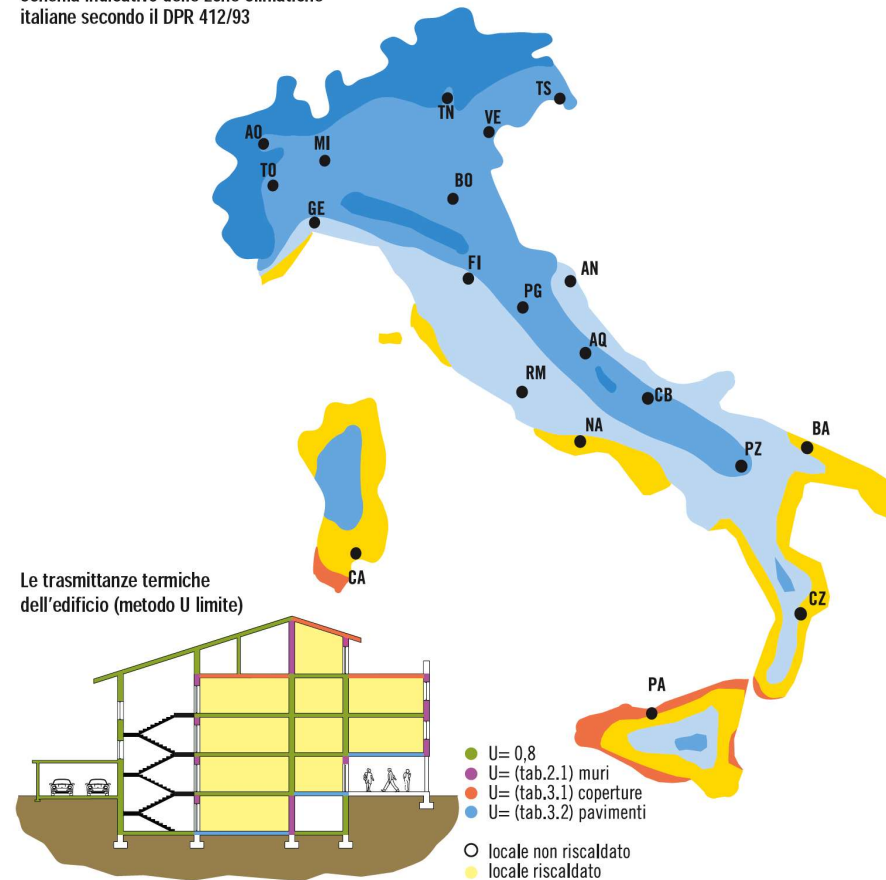 italiane secondo il DPR 412/93
TS
TN
VE
AO
MI
TO
BO
GE
FI
AN
PG
AQ
RM
CB
NA
BA
PZ
CA
CZ
PA
Le trasmittanze termiche
dell'edificio (metodo U limite)
U= 0,8
U= (tab.2.1) muri
U= (tab.3.1) coperture
U= (tab.3.2) pavimenti
locale non riscaldato
locale riscaldato